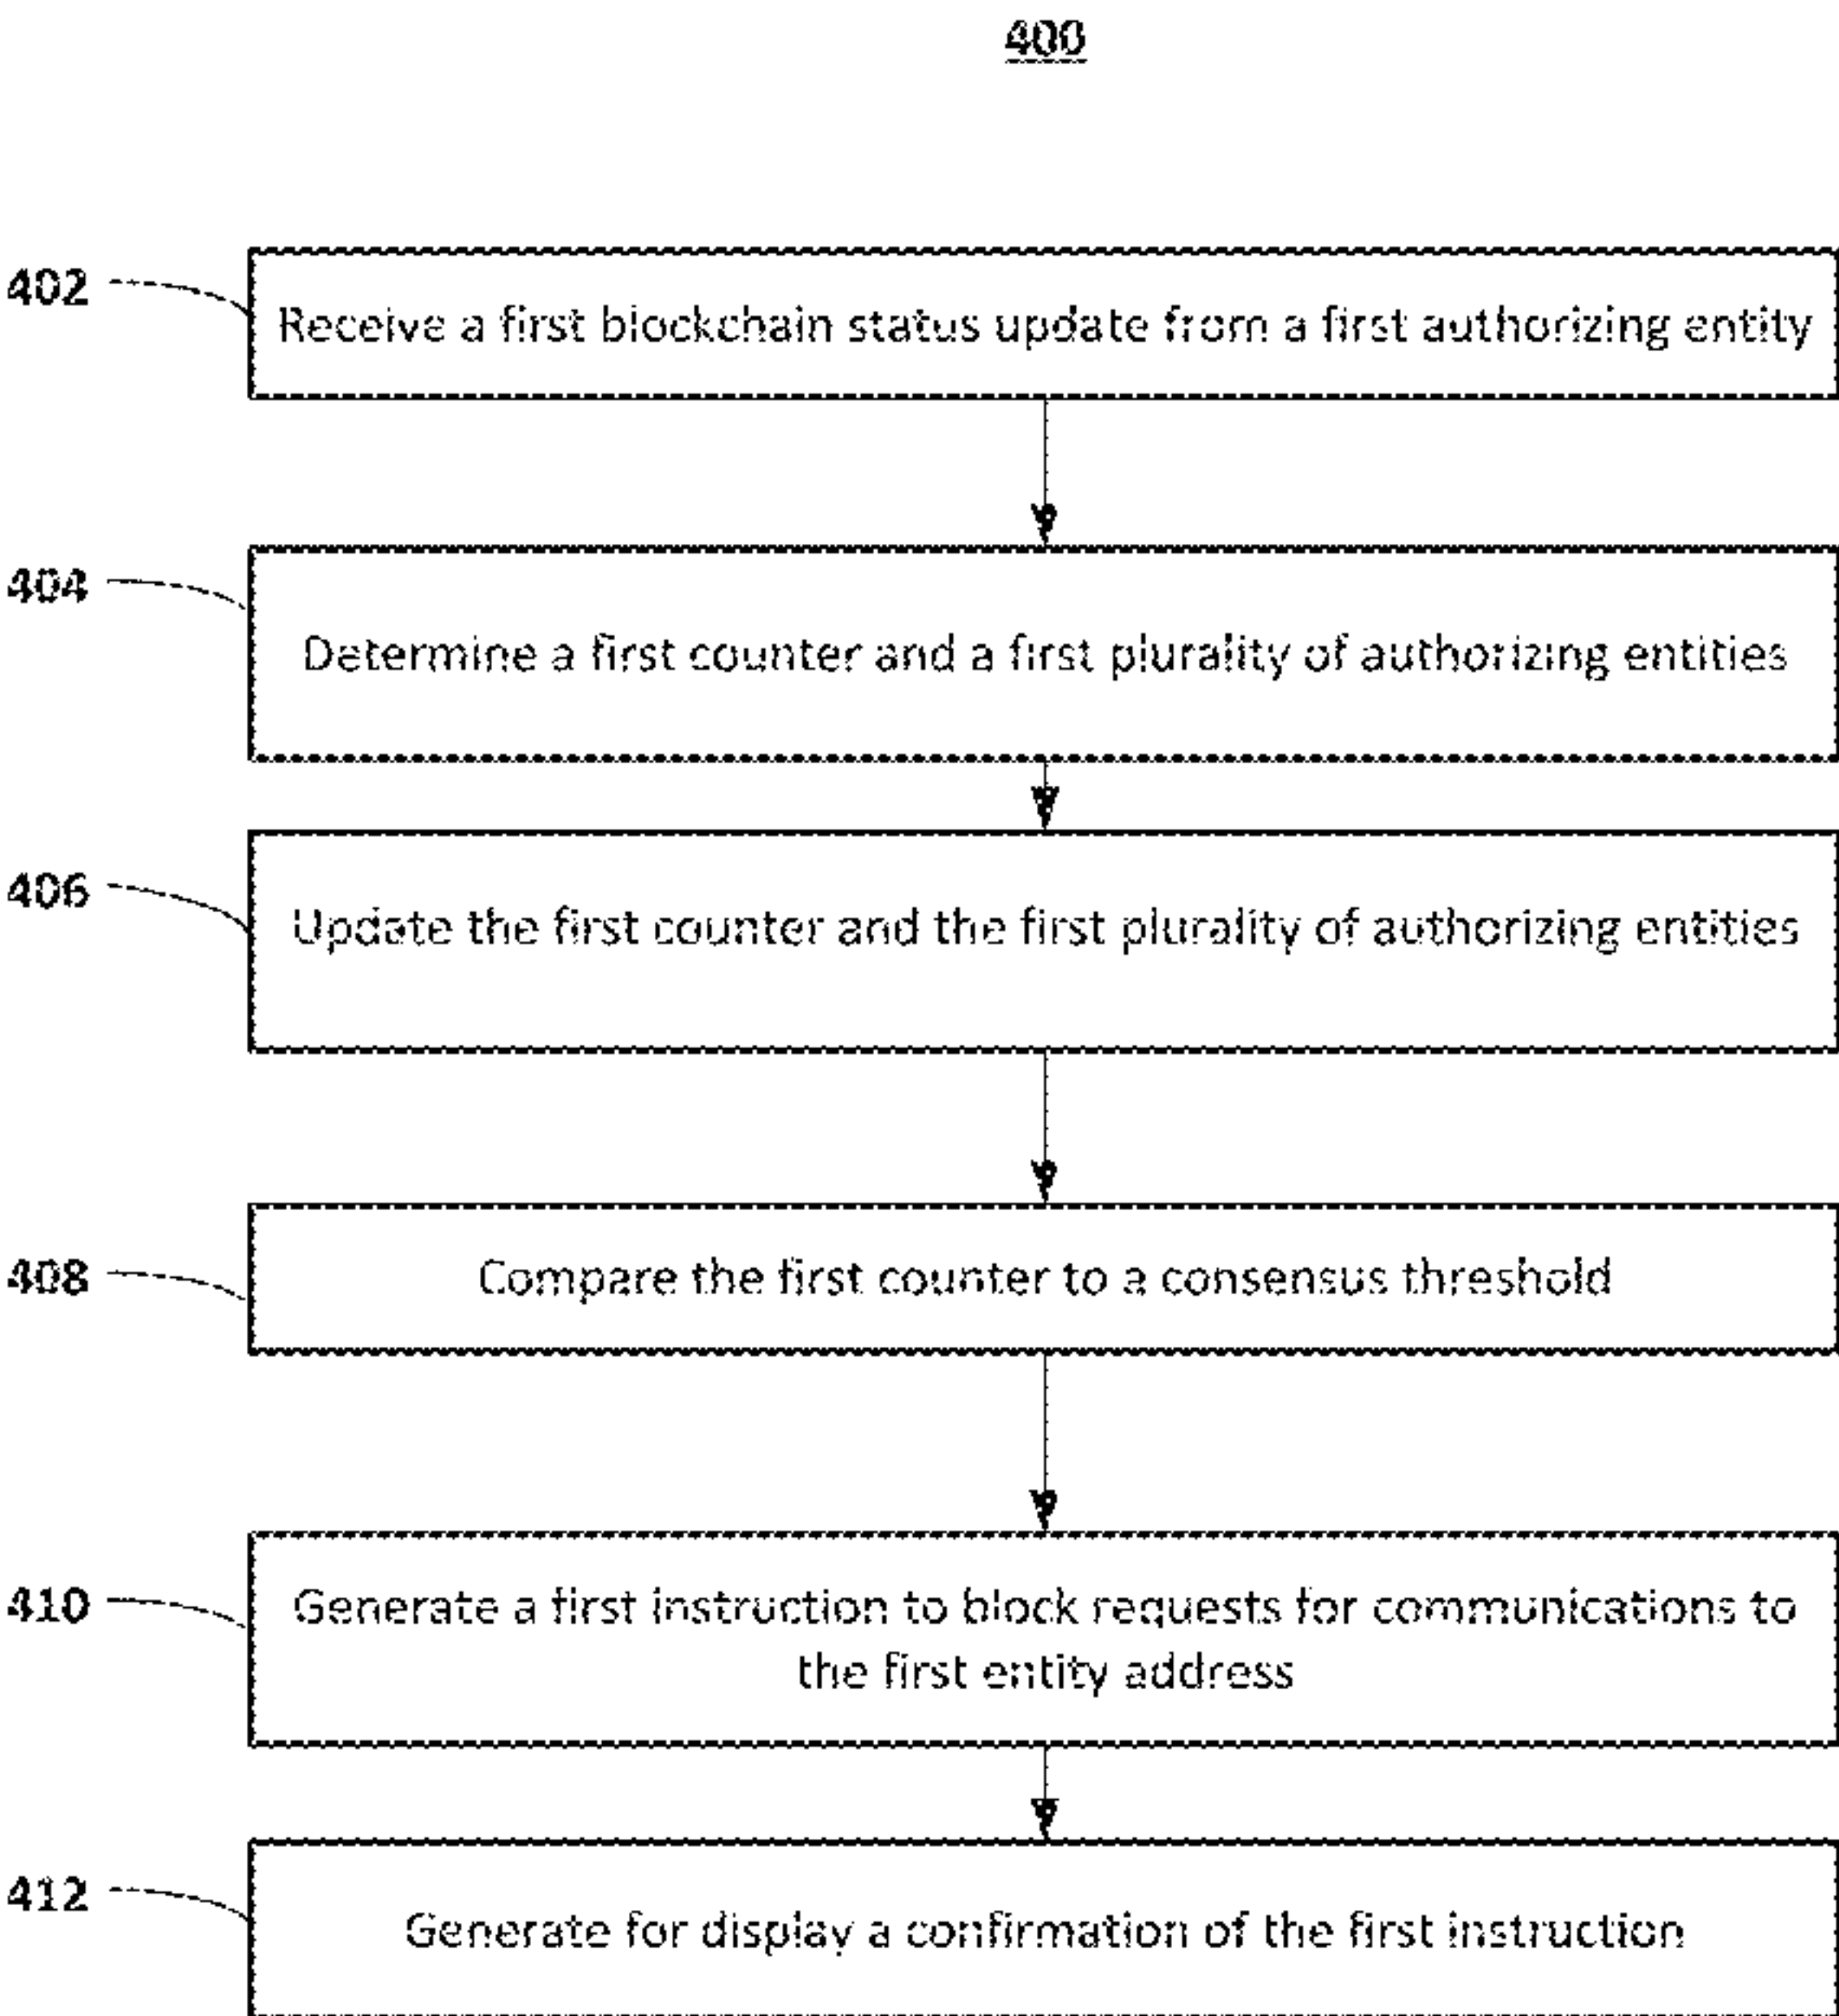 400
402
Receive a first blockchain status update from a first authorizing entity
404
Determine a first counter and a first plurality of authorizing entities
406
Update the first counter and the first plurality of authorizing entities
408
Compare the first counter to a consensus threshold
410
Generate a first instruction to block requests for communications to
the first entity address
412
Generate for display a confirmation of the first instruction